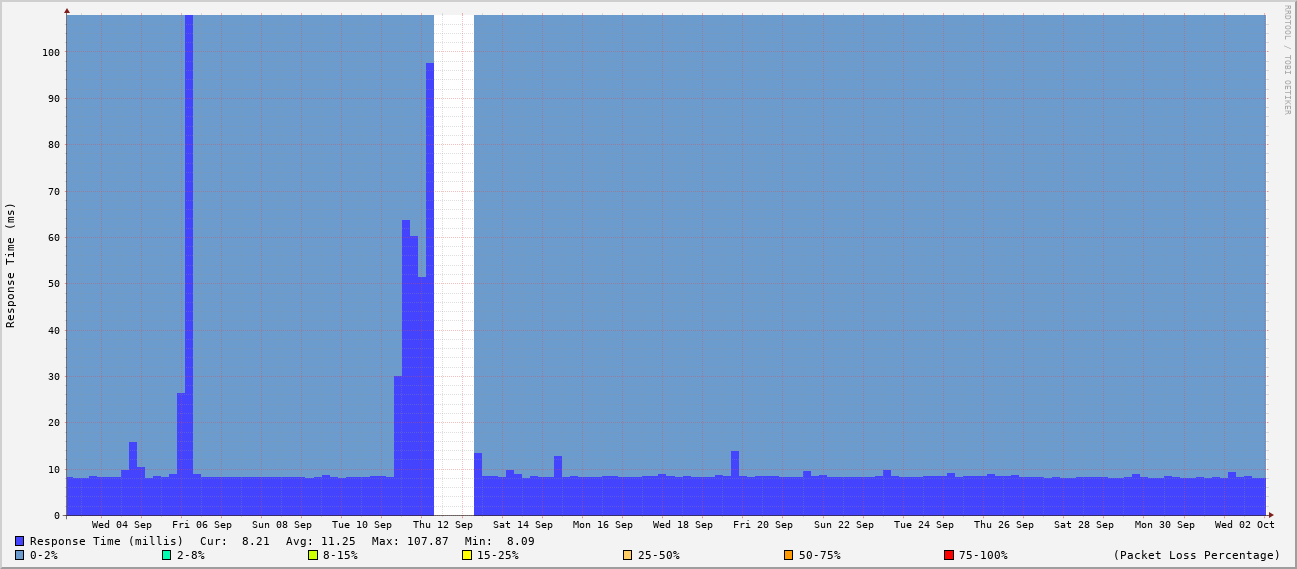 RRDTOOL / TOBI OETIKER
Response Time (ms)
100
90
80
70
60
50
40
30
20
10
0
Wed 04 Sep Fri 06 Sep Sun 08 Sep Tue 10 Sep Thu 12 Sep Sat 14 Sep Mon 16 Sep Wed 18 Sep Fri 20 Sep Sun 22 Sep Tue 24 Sep Thu 26 Sep Sat 28 Sep Mon 30 Sep Wed 02 Oct
Response Time (millis) Cur: 8.21 Avg: 11.25 Max: 107.87 Min: 8.09
0-2% 2-8% 8-15% 15-25% 25-50% 50-75% 75-100% (Packet Loss Percentage)